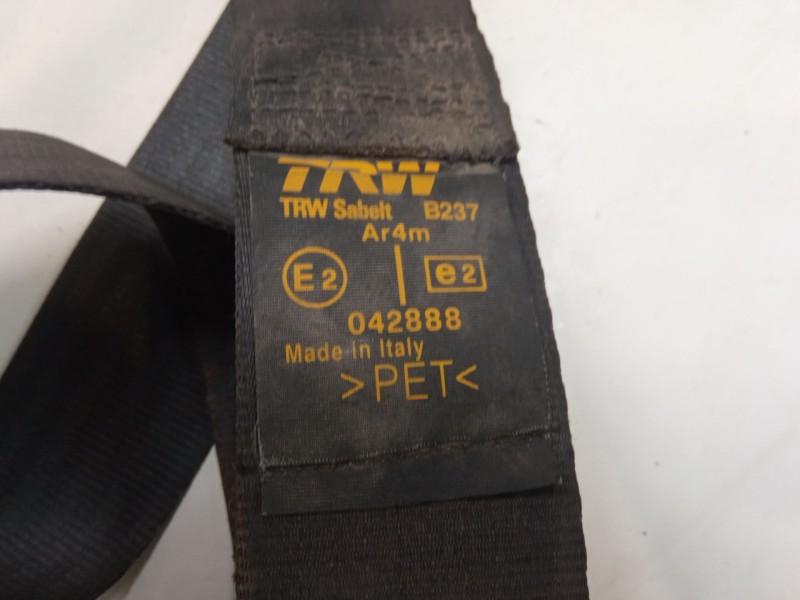 TRW
TRW Sabelt B237
Ar4m
E2 e2
042888
Made in Italy
>PET<